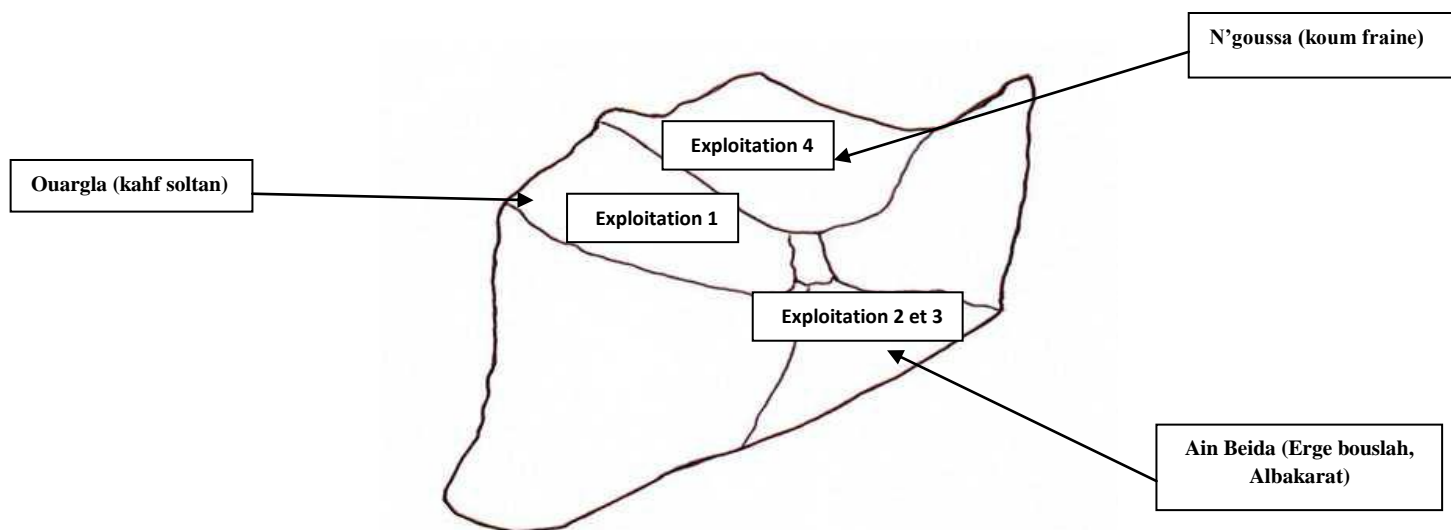 N’goussa (koum fraine)
Exploitation 4
Ouargla (kahf soltan)
Exploitation 1
Exploitation 2 et 3
Ain Beida (Erge bouslah,
Albakarat)